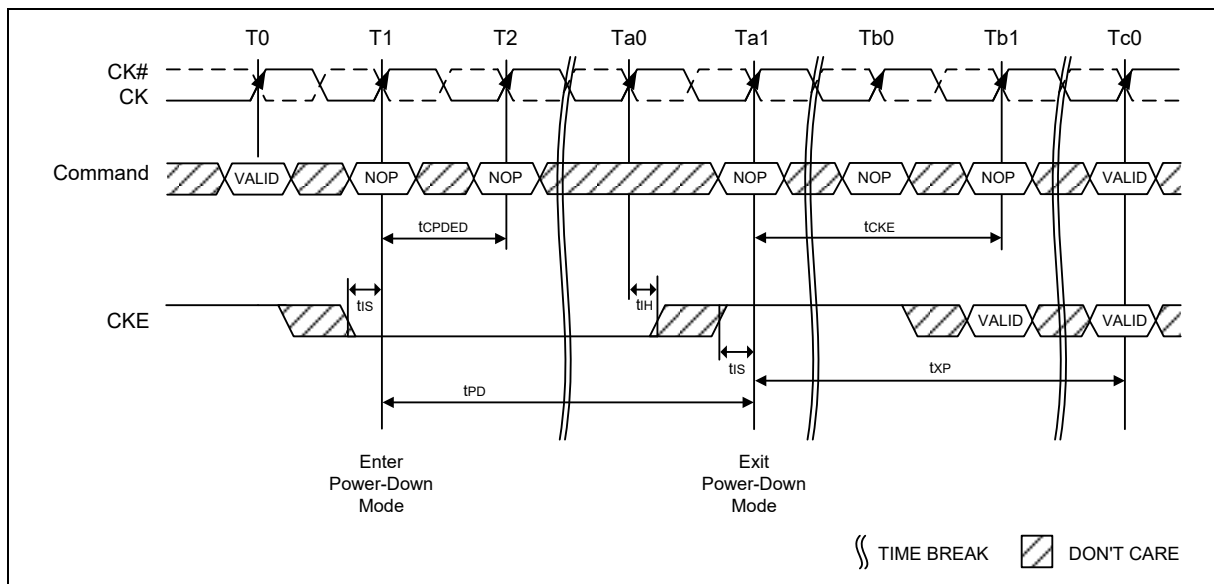 T0 T1 T2 Ta0 Ta1 Tb0 Tb1 Tc0
CK#
CK
Command VALID NOP NOP NOP NOP NOP VALID
tCPDED tCKE
tIS tIH
CKE VALID VALID
tIS
tPD tXP
Enter Power-Down Mode
Exit Power-Down Mode
TIME BREAK DON'T CARE